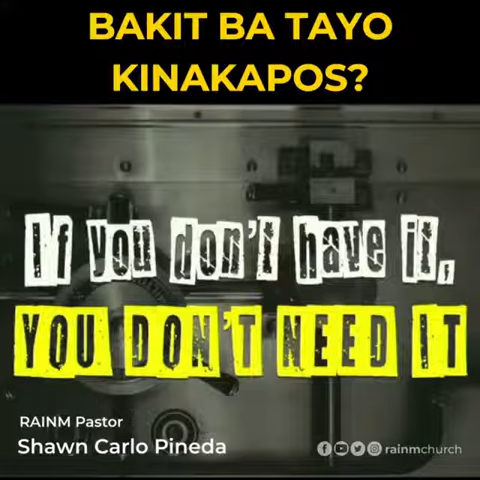 BAKIT BA TAYO
KINAKAPOS?
If you don't have it,
YOU DON'T NEED IT
RAINM Pastor
Shawn Carlo Pineda
rainmchurch